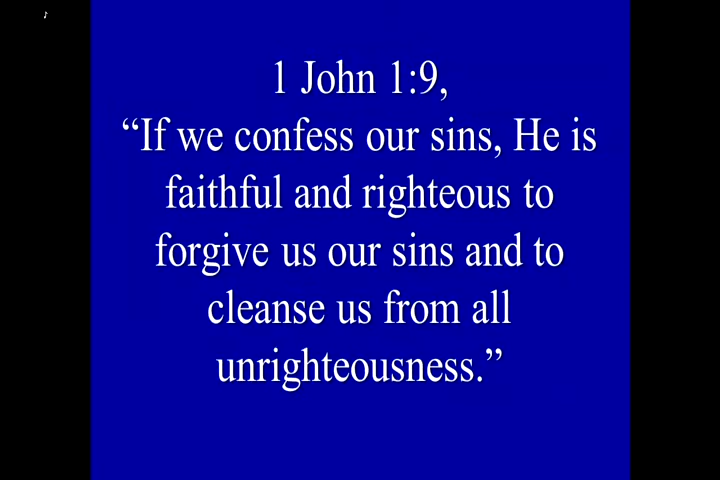 ♪
1 John 1:9,
“If we confess our sins, He is
faithful and righteous to
forgive us our sins and to
cleanse us from all
unrighteousness.”